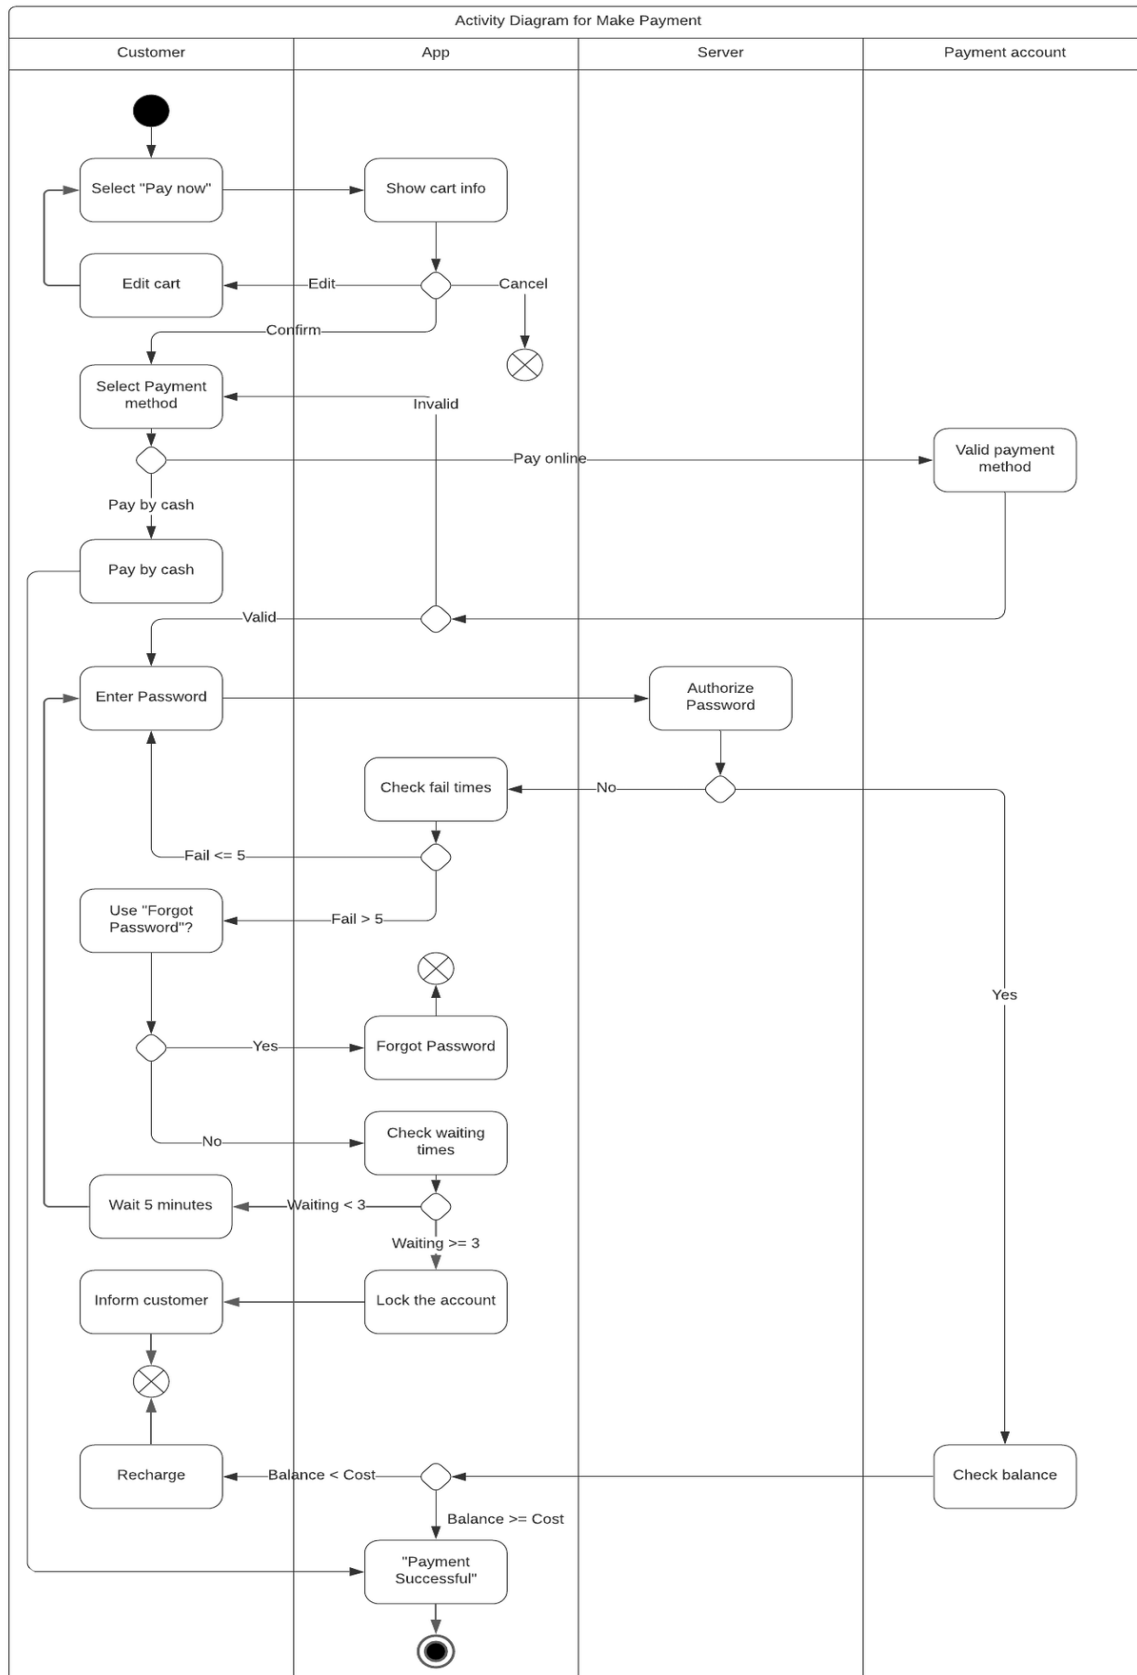 Activity Diagram for Make Payment
Customer
App
Server
Payment account
Select "Pay now"
Show cart info
Edit cart
Edit
Cancel
Confirm
Select Payment
method
Invalid
Pay online
Valid payment
method
Pay by cash
Pay by cash
Valid
Enter Password
Authorize
Password
Check fail times
No
Fail <= 5
Use "Forgot
Password"?
Fail > 5
Yes
Yes
Forgot Password
No
Check waiting
times
Wait 5 minutes
Waiting < 3
Waiting >= 3
Inform customer
Lock the account
Recharge
Balance < Cost
Check balance
Balance >= Cost
"Payment
Successful"